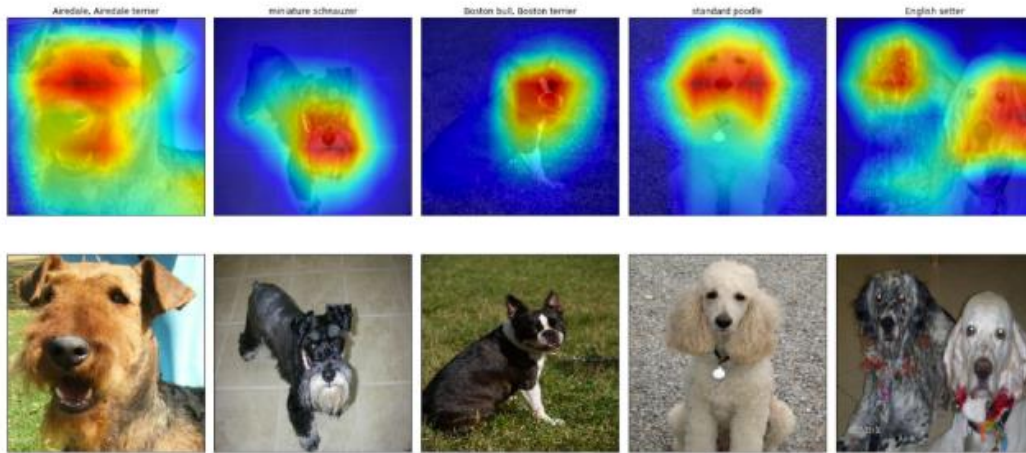 Airedale, Airedale terrier
miniature schnauzer
Boston bull, Boston terrier
standard poodle
English setter